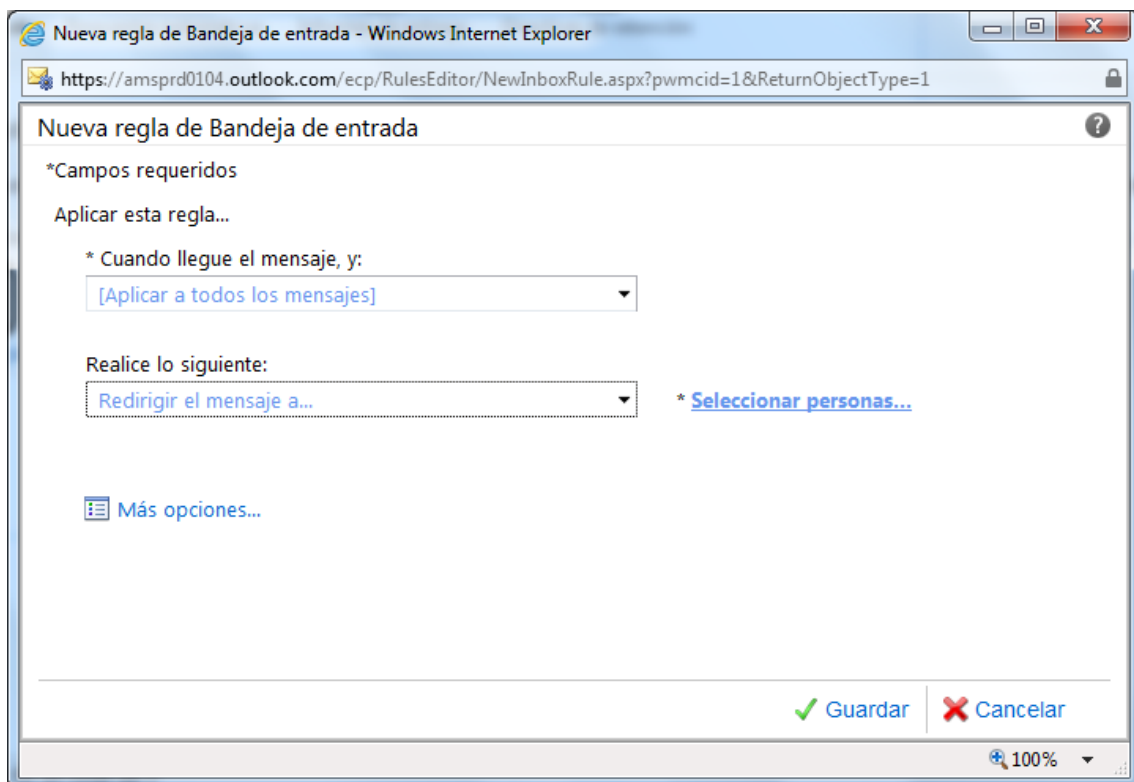 Nueva regla de Bandeja de entrada - Windows Internet Explorer
https://amsprd0104.outlook.com/ecp/RulesEditor/NewInboxRule.aspx?pwmcid=1&ReturnObjectType=1
Nueva regla de Bandeja de entrada
*Campos requeridos
Aplicar esta regla...
* Cuando llegue el mensaje, y:
[Aplicar a todos los mensajes]
Realice lo siguiente:
Redirigir el mensaje a... * Seleccionar personas...
Más opciones...
Guardar Cancelar
100%